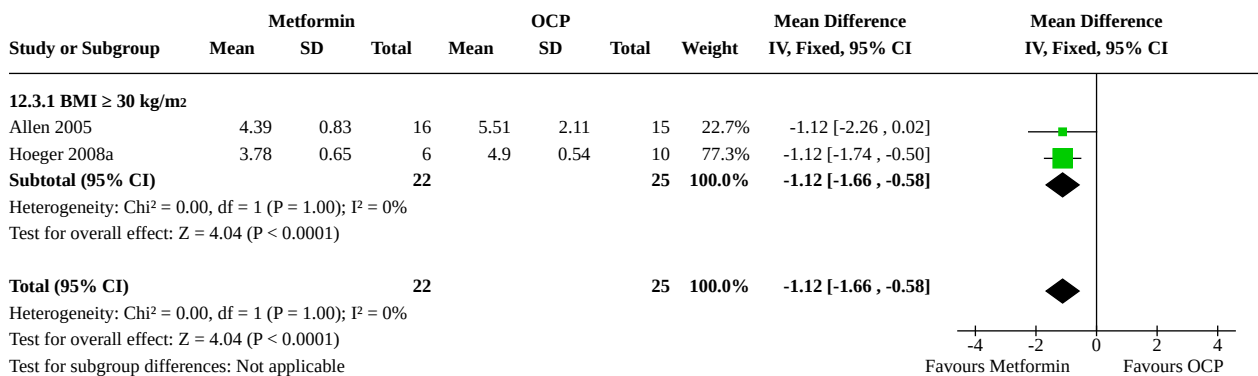 Metformin OCP Mean Difference Mean Difference
Study or Subgroup Mean SD Total Mean SD Total Weight IV, Fixed, 95% CI IV, Fixed, 95% CI
12.3.1 BMI ≥ 30 kg/m2
Allen 2005 4.39 0.83 16 5.51 2.11 15 22.7% -1.12 [-2.26 , 0.02]
Hoeger 2008a 3.78 0.65 6 4.9 0.54 10 77.3% -1.12 [-1.74 , -0.50]
Subtotal (95% CI) 22 25 100.0% -1.12 [-1.66 , -0.58]
Heterogeneity: Chi² = 0.00, df = 1 (P = 1.00); I² = 0%
Test for overall effect: Z = 4.04 (P < 0.0001)
Total (95% CI) 22 25 100.0% -1.12 [-1.66 , -0.58]
Heterogeneity: Chi² = 0.00, df = 1 (P = 1.00); I² = 0%
Test for overall effect: Z = 4.04 (P < 0.0001)
-4 -2 0 2 4
Test for subgroup differences: Not applicable
Favours Metformin Favours OCP